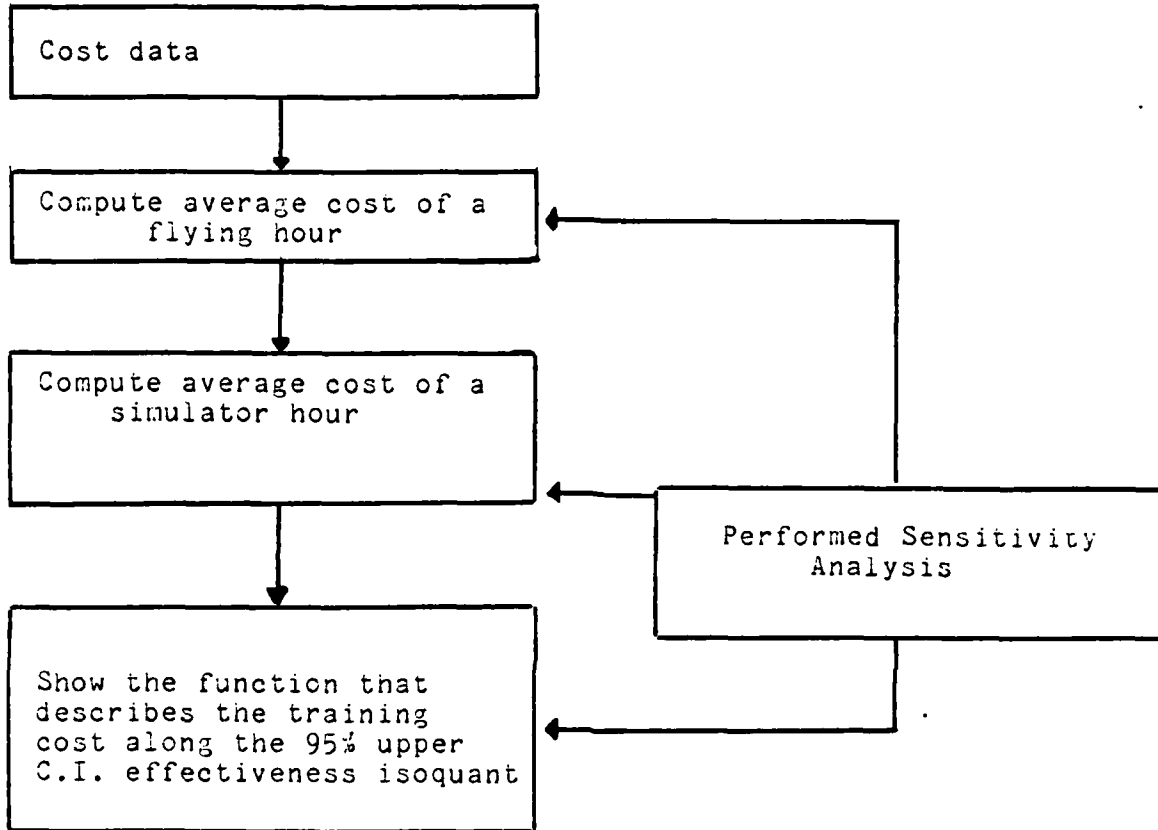 Cost data
Compute average cost of a
flying hour
Compute average cost of a
simulator hour
Performed Sensitivity
Analysis
Show the function that
describes the training
cost along the 95% upper
C.I. effectiveness isoquant